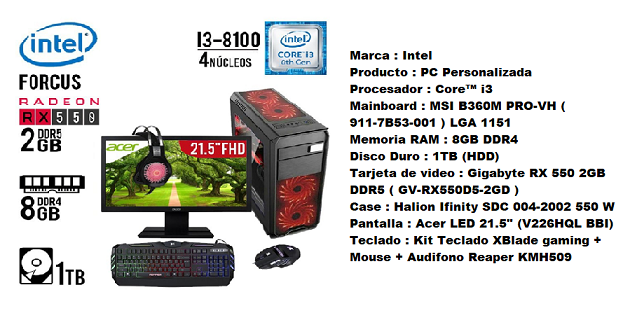 intel
I3-8100
4NÚCLEOS
intel
CORE i3
8th Gen
FORCUS
RADEON
RX 550
2 DDR5
GB
8 DDR4
GB
1TB
acer
21.5" FHD
acer
Marca : Intel
Producto : PC Personalizada
Procesador : Core™ i3
Mainboard : MSI B360M PRO-VH (
911-7B53-001 ) LGA 1151
Memoria RAM : 8GB DDR4
Disco Duro : 1TB (HDD)
Tarjeta de video : Gigabyte RX 550 2GB
DDR5 ( GV-RX550D5-2GD )
Case : Halion Ifinity SDC 004-2002 550 W
Pantalla : Acer LED 21.5" (V226HQL BBI)
Teclado : Kit Teclado XBlade gaming +
Mouse + Audifono Reaper KMH509